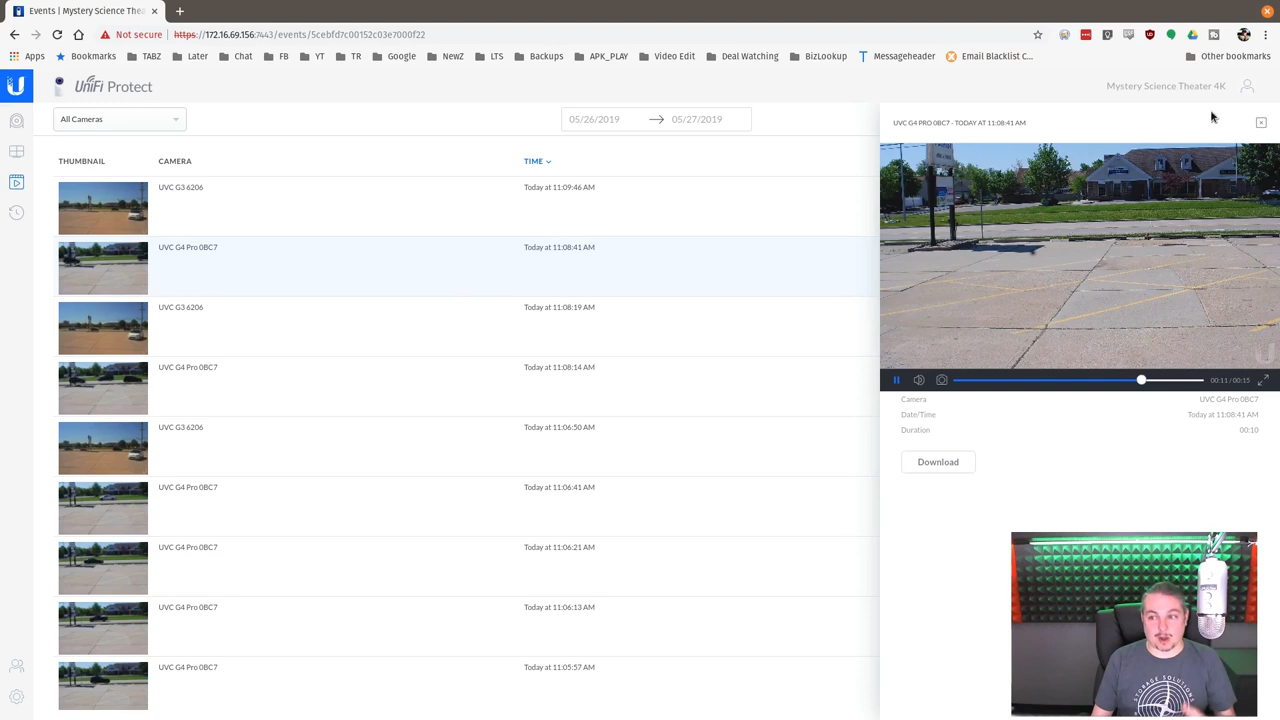 Events | Mystery Science Thea
Not secure | https://172.16.69.156:7443/events/5cebfd7c00152c03e7000f22
Apps Bookmarks TABZ Later Chat FB YT TR Google NewZ LTS Backups APK_PLAY Video Edit Deal Watching BizLookup Messageheader Email Blacklist C... Other bookmarks
UniFi Protect
Mystery Science Theater 4K
All Cameras
05/26/2019 05/27/2019
UVC G4 PRO 0BC7 - TODAY AT 11:08:41 AM
THUMBNAIL CAMERA TIME
UVC G3 6206 Today at 11:09:46 AM
UVC G4 Pro 0BC7 Today at 11:08:41 AM
UVC G3 6206 Today at 11:08:19 AM
UVC G4 Pro 0BC7 Today at 11:08:14 AM
UVC G3 6206 Today at 11:06:50 AM
UVC G4 Pro 0BC7 Today at 11:06:41 AM
UVC G4 Pro 0BC7 Today at 11:06:21 AM
UVC G4 Pro 0BC7 Today at 11:06:13 AM
UVC G4 Pro 0BC7 Today at 11:05:57 AM
00:11 / 00:15
Camera UVC G4 Pro 0BC7
Date/Time Today at 11:08:41 AM
Duration 00:10
Download
STORAGE SOLUTIONS